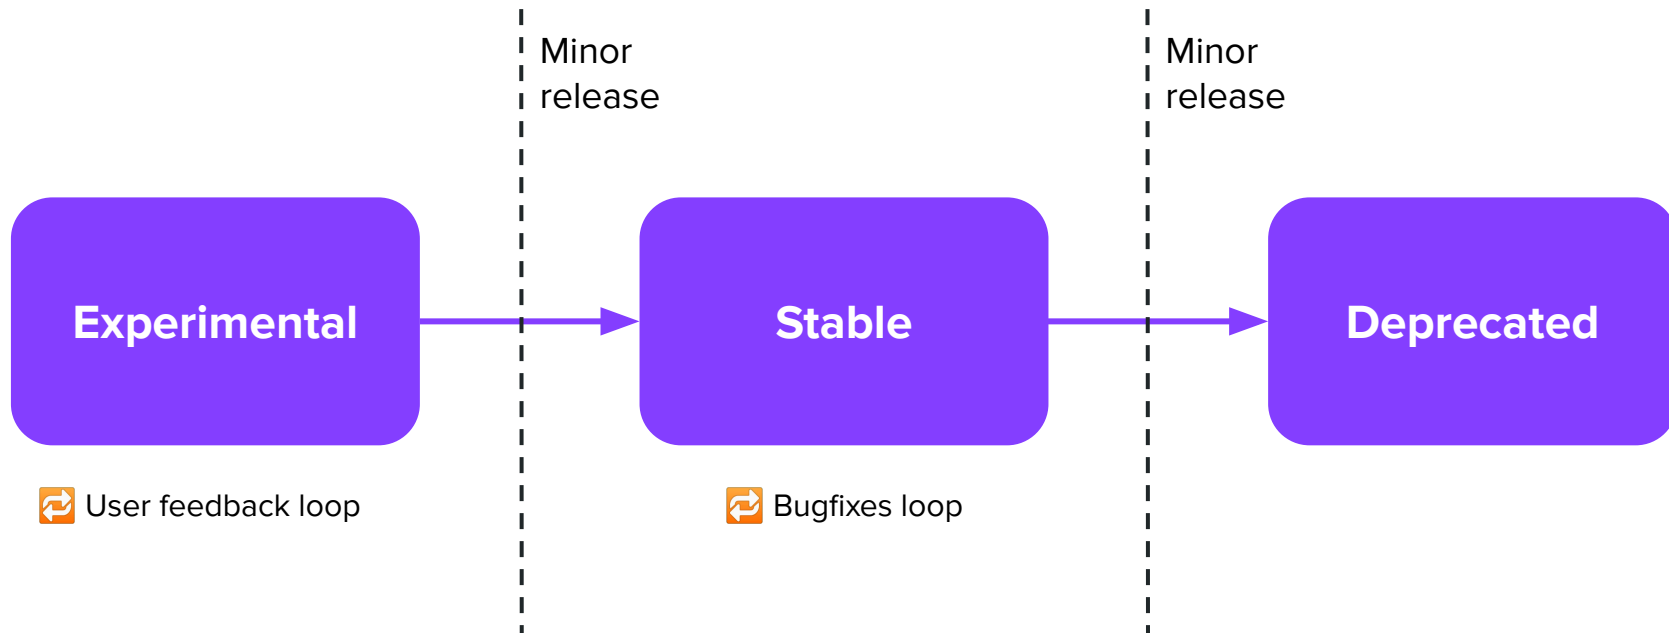 Minor
release
Minor
release
Experimental
Stable
Deprecated
User feedback loop
Bugfixes loop